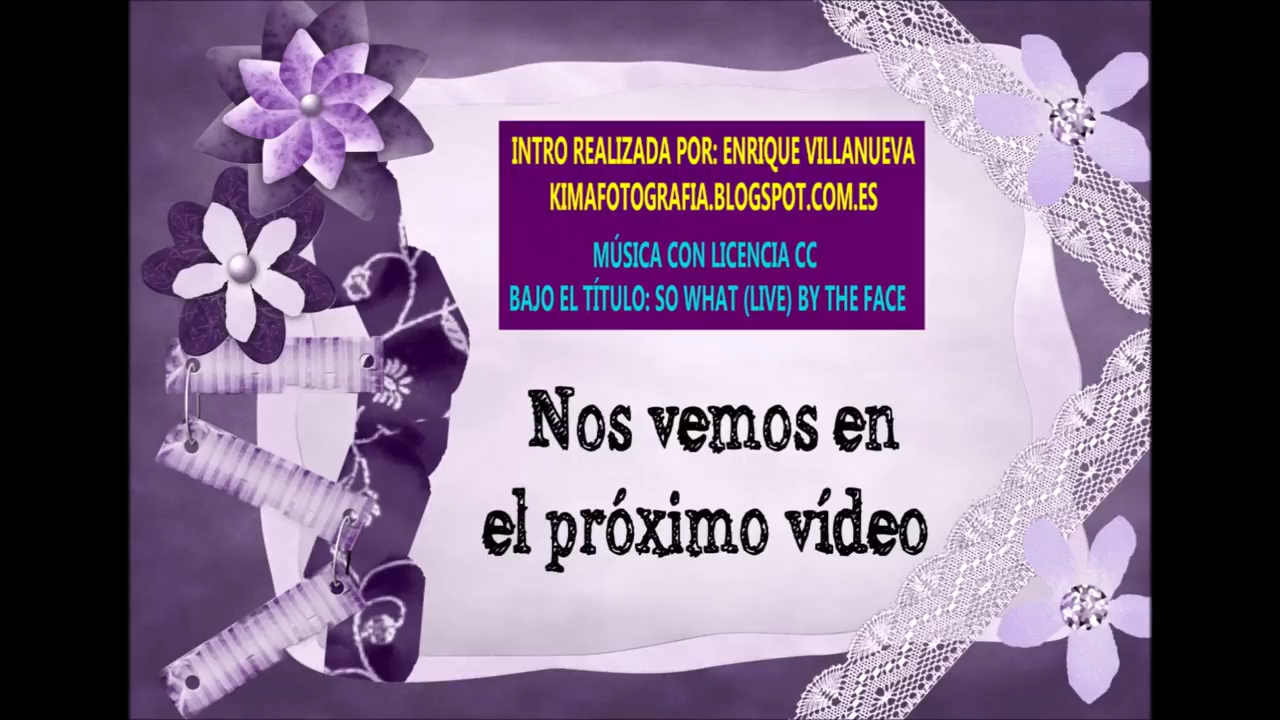 INTRO REALIZADA POR: ENRIQUE VILLANUEVA
KIMAFOTOGRAFIA.BLOGSPOT.COM.ES
MÚSICA CON LICENCIA CC
BAJO EL TÍTULO: SO WHAT (LIVE) BY THE FACE
Nos vemos en
el próximo vídeo